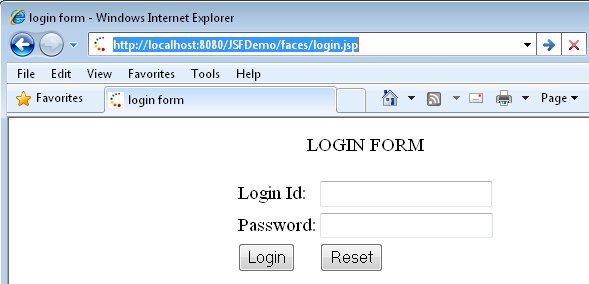 login form - Windows Internet Explorer
http://localhost:8080/JSFDemo/faces/login.jsp
File Edit View Favorites Tools Help
Favorites login form Page
LOGIN FORM
Login Id:
Password:
Login Reset